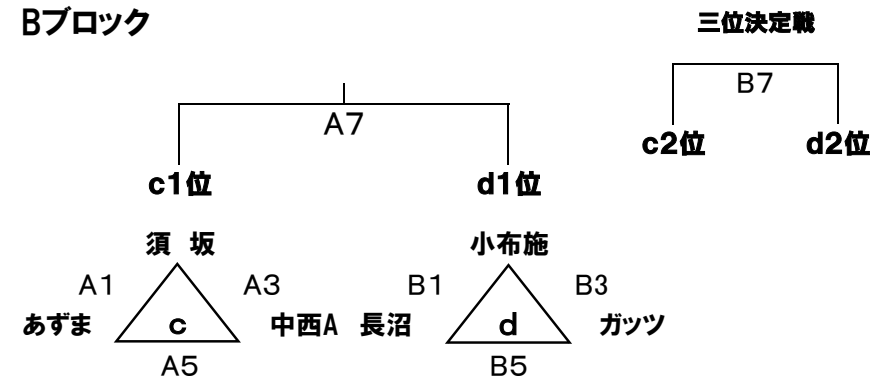 Bブロック
三位決定戦
A7
B7
c1位
d1位
c2位
d2位
須 坂
小布施
A1
A3
B1
B3
あずま
c
中西A
長沼
d
ガッツ
A5
B5